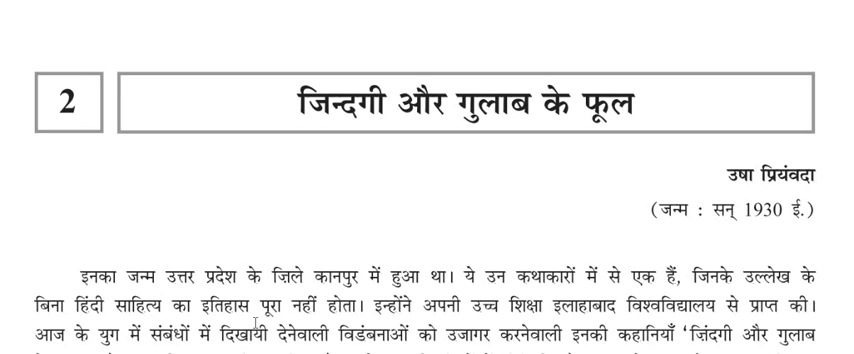 2
जिन्दगी और गुलाब के फूल
उषा प्रियंवदा
(जन्म : सन् 1930 ई.)
इनका जन्म उत्तर प्रदेश के ज़िले कानपुर में हुआ था। ये उन कथाकारों में से एक हैं, जिनके उल्लेख के
बिना हिंदी साहित्य का इतिहास पूरा नहीं होता। इन्होंने अपनी उच्च शिक्षा इलाहाबाद विश्वविद्यालय से प्राप्त की।
आज के युग में संबंधों में दिखायी देनेवाली विडंबनाओं को उजागर करनेवाली इनकी कहानियाँ ‘ज़िंदगी और गुलाब